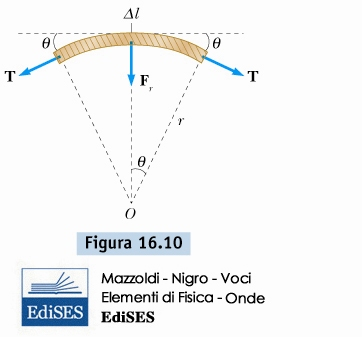 Δl
θ θ
T F_r T
r
θ
O
Figura 16.10
Mazzoldi - Nigro - Voci
Elementi di Fisica - Onde
EdiSES EdiSES